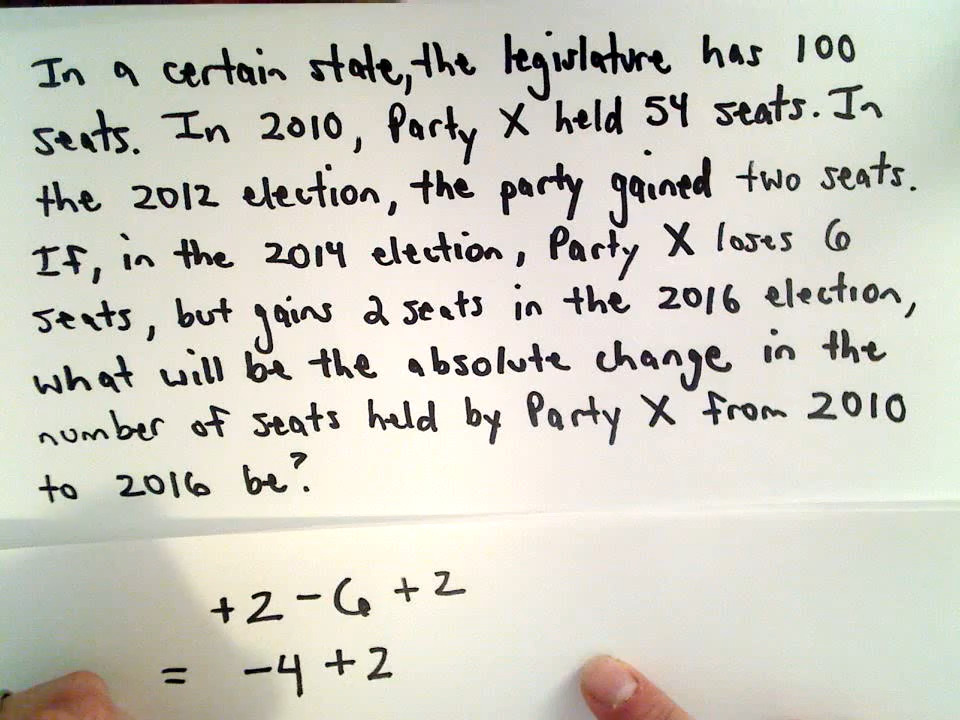 In a certain state, the legislature has 100
seats. In 2010, Party X held 54 seats. In
the 2012 election, the party gained two seats.
If, in the 2014 election, Party X loses 6
seats, but gains 2 seats in the 2016 election,
what will be the absolute change in the
number of seats held by Party X from 2010
to 2016 be?
+2 - 6 + 2
= -4 + 2